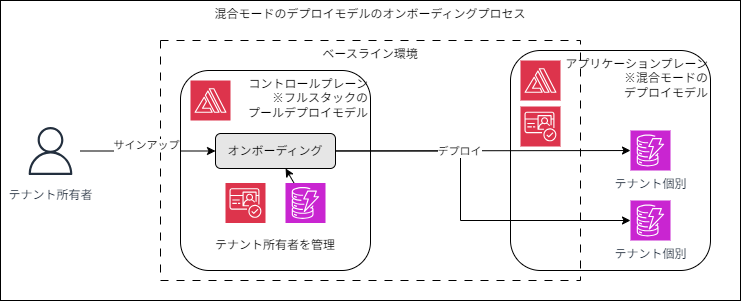 混合モードのデプロイモデルのオンボーディングプロセス
ベースライン環境
コントロールプレーン
※フルスタックの
プールデプロイモデル
アプリケーションプレーン
※混合モードの
デプロイモデル
サインアップ
オンボーディング
デプロイ
テナント所有者
テナント個別
テナント所有者を管理
テナント個別